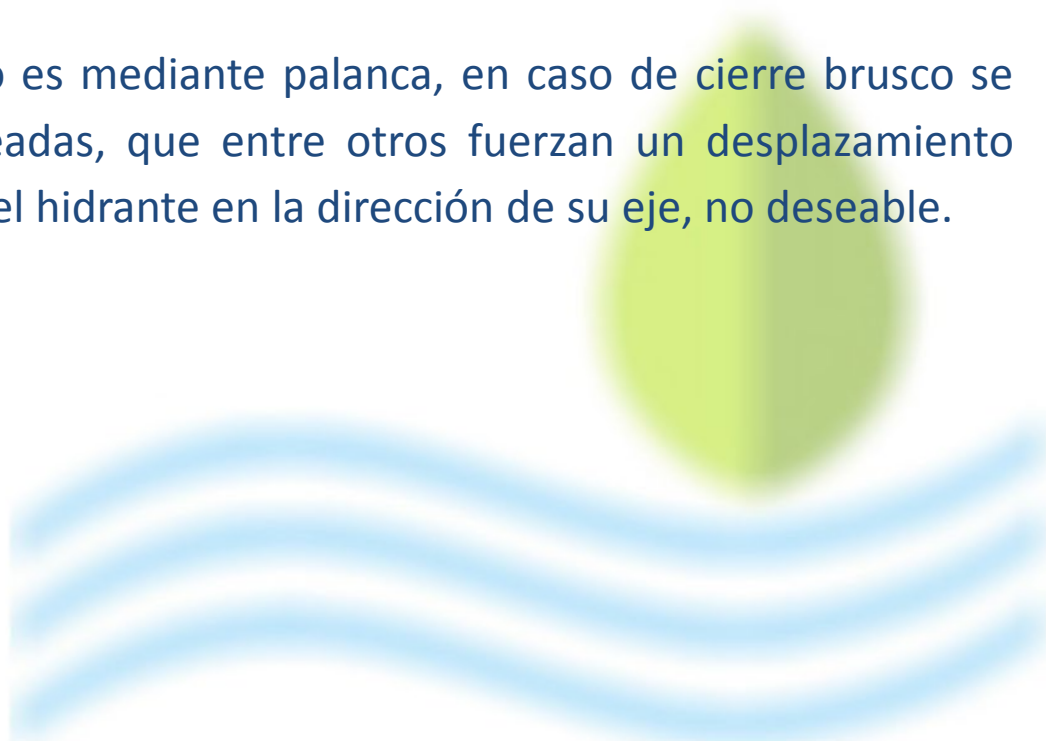 es mediante palanca, en caso de cierre brusco se
eadas, que entre otros fuerzan un desplazamiento
el hidrante en la dirección de su eje, no deseable.